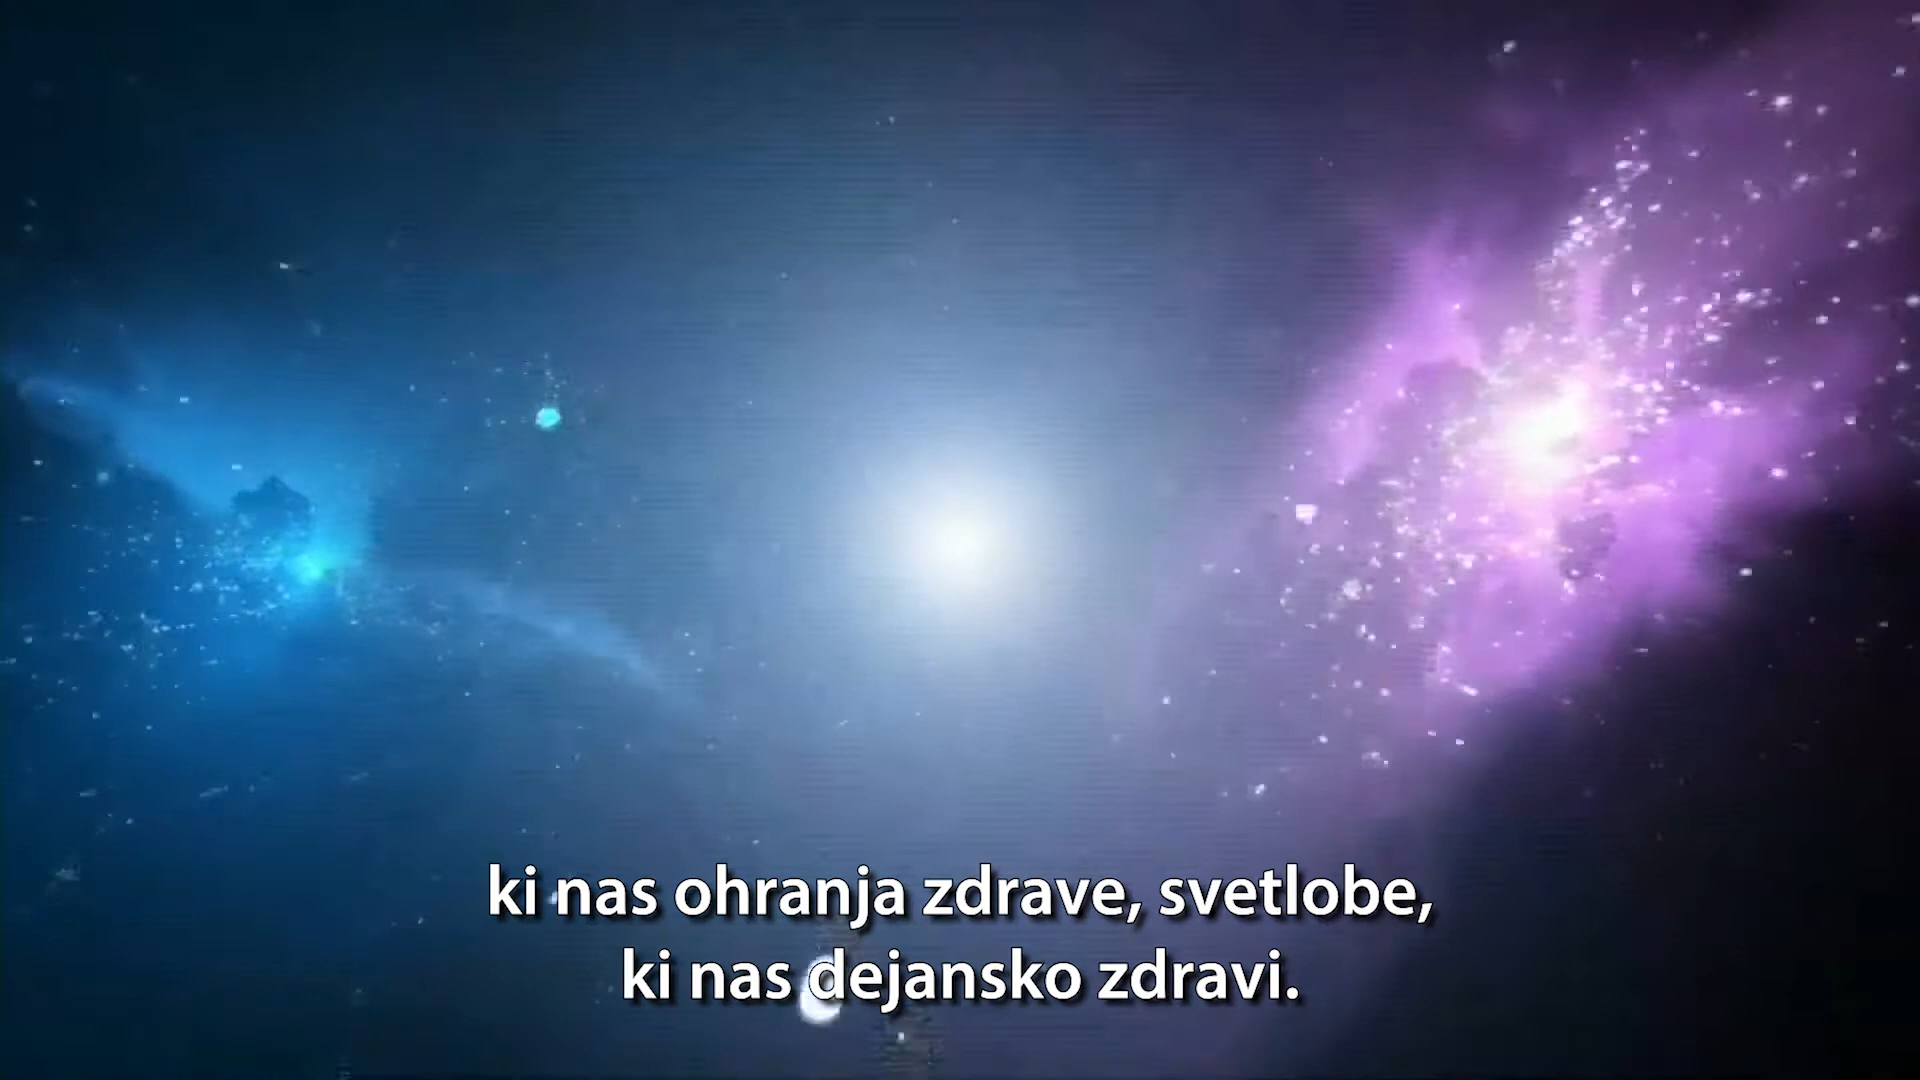 ki nas ohranja zdrave, svetlobe,
ki nas dejansko zdravi.